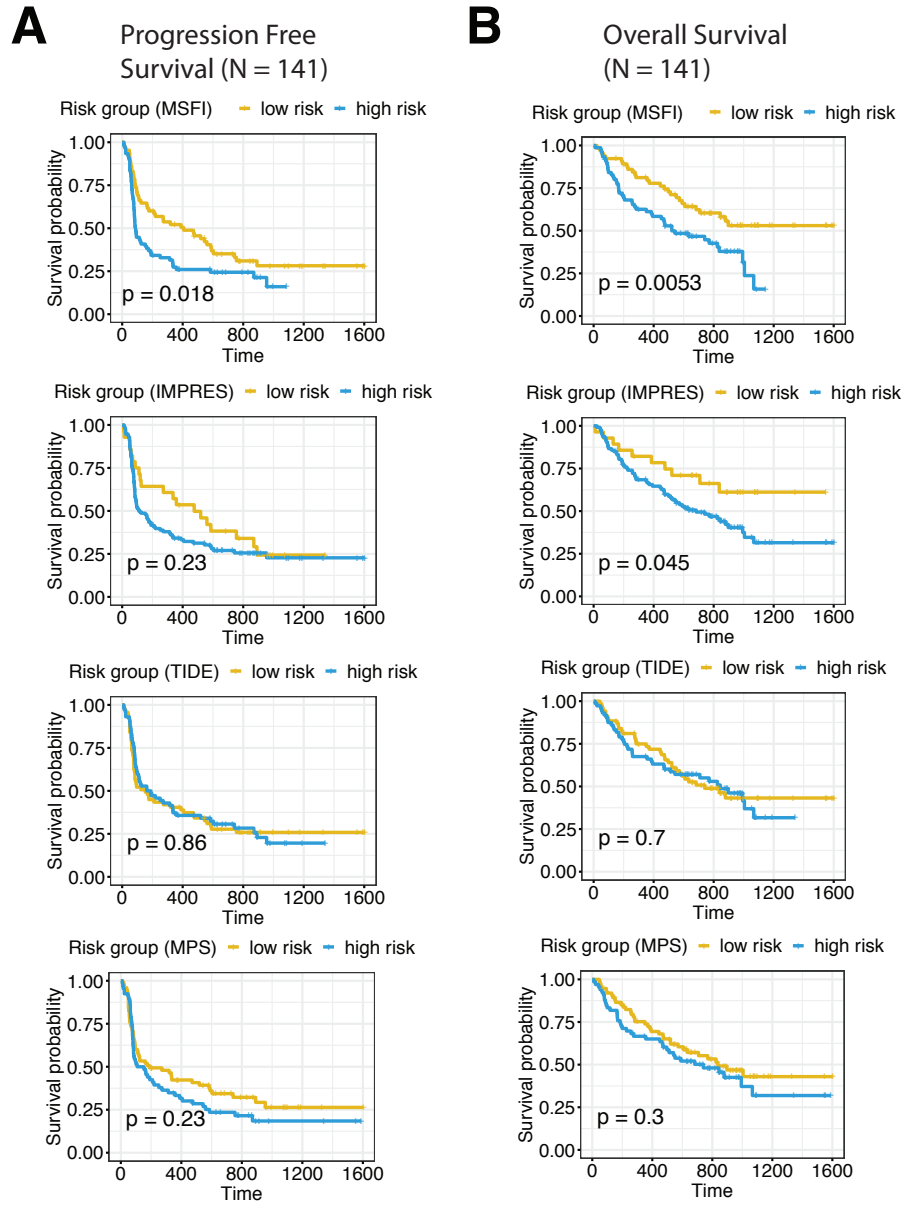 A
Progression Free
Survival (N = 141)
Risk group (MSFI) low risk high risk
Survival probability
1.00
0.75
0.50
0.25
0.00
p = 0.018
0 400 800 1200 1600
Time
Risk group (IMPRES) low risk high risk
Survival probability
1.00
0.75
0.50
0.25
0.00
p = 0.23
0 400 800 1200 1600
Time
Risk group (TIDE) low risk high risk
Survival probability
1.00
0.75
0.50
0.25
0.00
p = 0.86
0 400 800 1200 1600
Time
Risk group (MPS) low risk high risk
Survival probability
1.00
0.75
0.50
0.25
0.00
p = 0.23
0 400 800 1200 1600
Time
B
Overall Survival
(N = 141)
Risk group (MSFI) low risk high risk
Survival probability
1.00
0.75
0.50
0.25
0.00
p = 0.0053
0 400 800 1200 1600
Time
Risk group (IMPRES) low risk high risk
Survival probability
1.00
0.75
0.50
0.25
0.00
p = 0.045
0 400 800 1200 1600
Time
Risk group (TIDE) low risk high risk
Survival probability
1.00
0.75
0.50
0.25
0.00
p = 0.7
0 400 800 1200 1600
Time
Risk group (MPS) low risk high risk
Survival probability
1.00
0.75
0.50
0.25
0.00
p = 0.3
0 400 800 1200 1600
Time